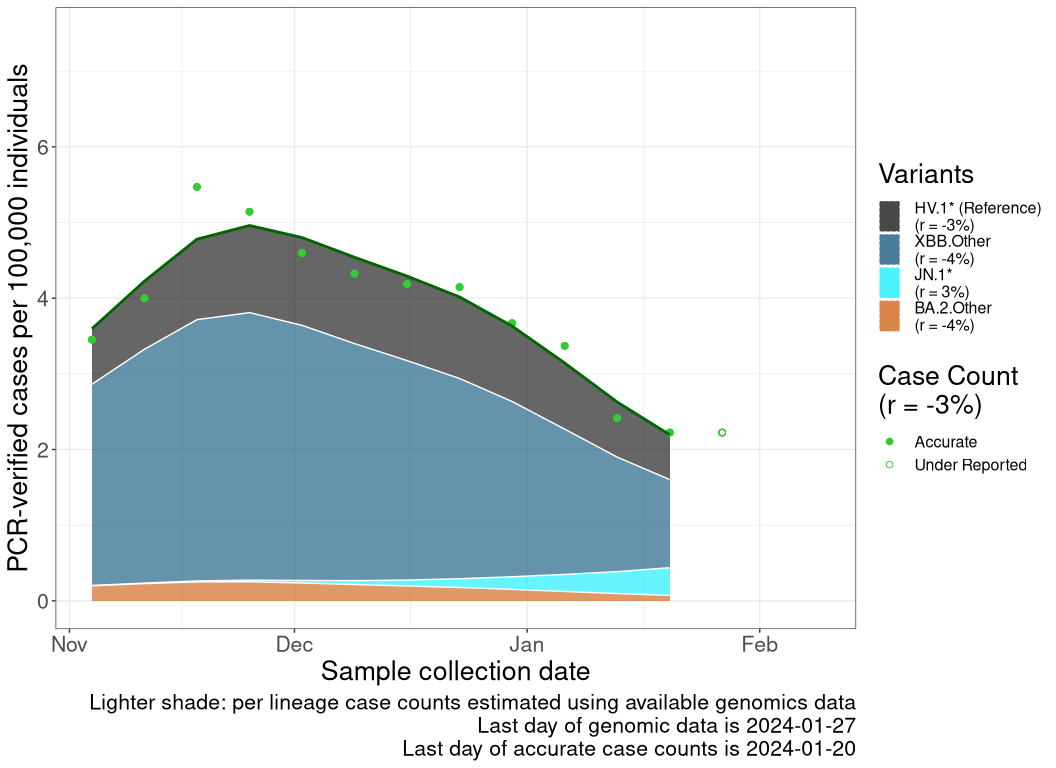 PCR-verified cases per 100,000 individuals
6
4
2
0
Nov
Dec
Jan
Feb
Sample collection date
Lighter shade: per lineage case counts estimated using available genomics data
Last day of genomic data is 2024-01-27
Last day of accurate case counts is 2024-01-20
Variants
HV.1* (Reference)
(r = -3%)
XBB.Other
(r = -4%)
JN.1*
(r = 3%)
BA.2.Other
(r = -4%)
Case Count
(r = -3%)
Accurate
Under Reported